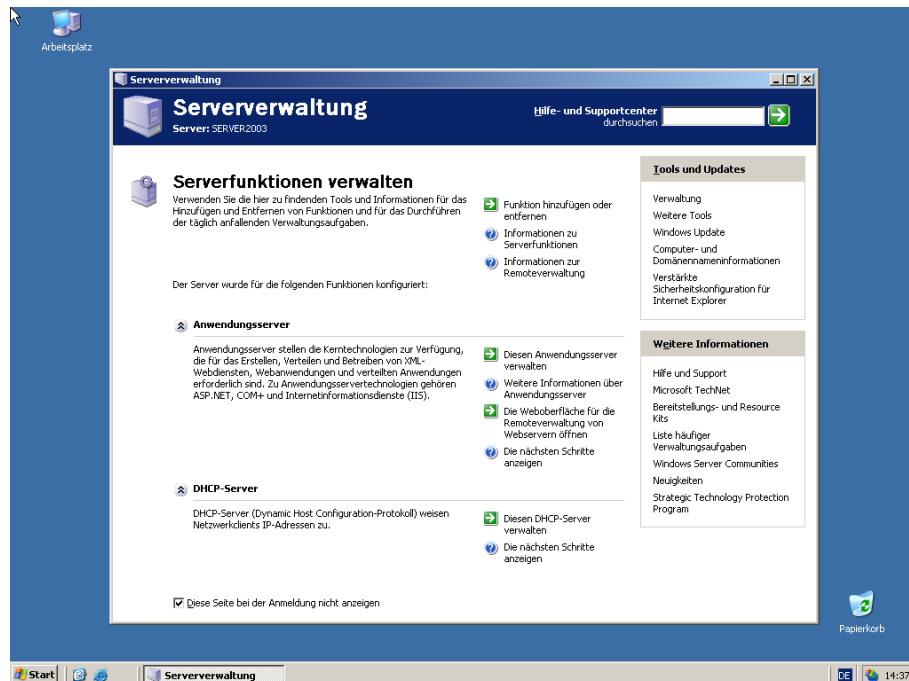 Arbeitsplatz
Serververwaltung
Serververwaltung
Server: SERVER2003
Hilfe- und Supportcenter
durchsuchen
Serverfunktionen verwalten
Verwenden Sie die hier zu findenden Tools und Informationen für das
Hinzufügen und Entfernen von Funktionen und für das Durchführen
der täglich anfallenden Verwaltungsaufgaben.
Funktion hinzufügen oder
entfernen
Informationen zu
Serverfunktionen
Informationen zur
Remoteverwaltung
Der Server wurde für die folgenden Funktionen konfiguriert:
Anwendungsserver
Anwendungsserver stellen die Kerntechnologien zur Verfügung,
die für das Erstellen, Verteilen und Betreiben von XML-
Webdiensten, Webanwendungen und verteilten Anwendungen
erforderlich sind. Zu Anwendungsservertechnologien gehören
ASP.NET, COM+ und Internetinformationsdienste (IIS).
Diesen Anwendungsserver
verwalten
Weitere Informationen über
Anwendungsserver
Die Weboberfläche für die
Remoteverwaltung von
Webservern öffnen
Die nächsten Schritte
anzeigen
DHCP-Server
DHCP-Server (Dynamic Host Configuration-Protokoll) weisen
Netzwerkclients IP-Adressen zu.
Diesen DHCP-Server
verwalten
Die nächsten Schritte
anzeigen
Diese Seite bei der Anmeldung nicht anzeigen
Tools und Updates
Verwaltung
Weitere Tools
Windows Update
Computer- und
Domänennameninformationen
Verstärkte
Sicherheitskonfiguration für
Internet Explorer
Weitere Informationen
Hilfe und Support
Microsoft TechNet
Bereitstellungs- und Resource
Kits
Liste häufiger
Verwaltungsaufgaben
Windows Server Communities
Neuigkeiten
Strategic Technology Protection
Program
Papierkorb
Start
Serververwaltung
DE
14:37